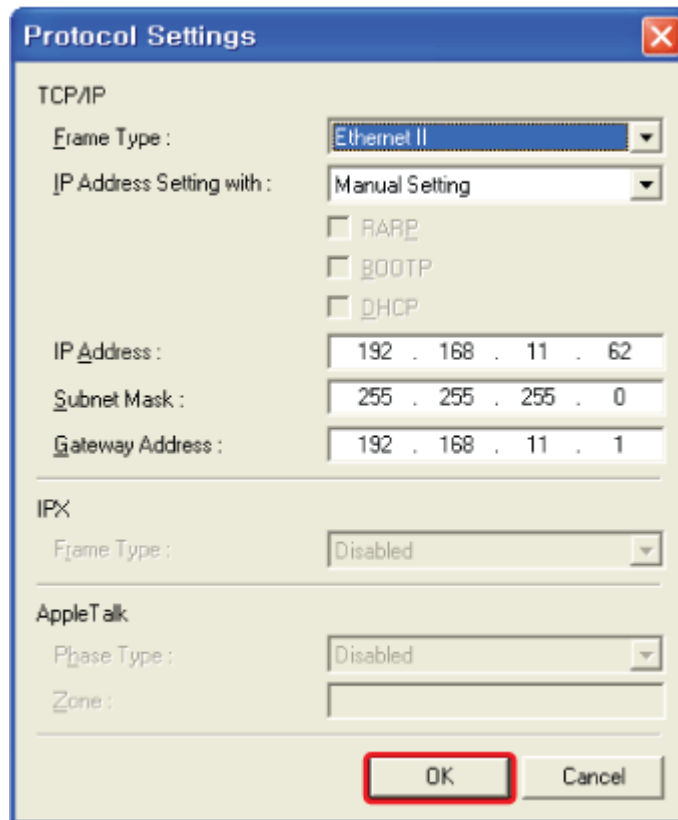 Protocol Settings
TCP/IP
Frame Type : Ethernet II
IP Address Setting with : Manual Setting
RARP
BOOTP
DHCP
IP Address : 192 . 168 . 11 . 62
Subnet Mask : 255 . 255 . 255 . 0
Gateway Address : 192 . 168 . 11 . 1
IPX
Frame Type : Disabled
AppleTalk
Phase Type : Disabled
Zone :
OK Cancel